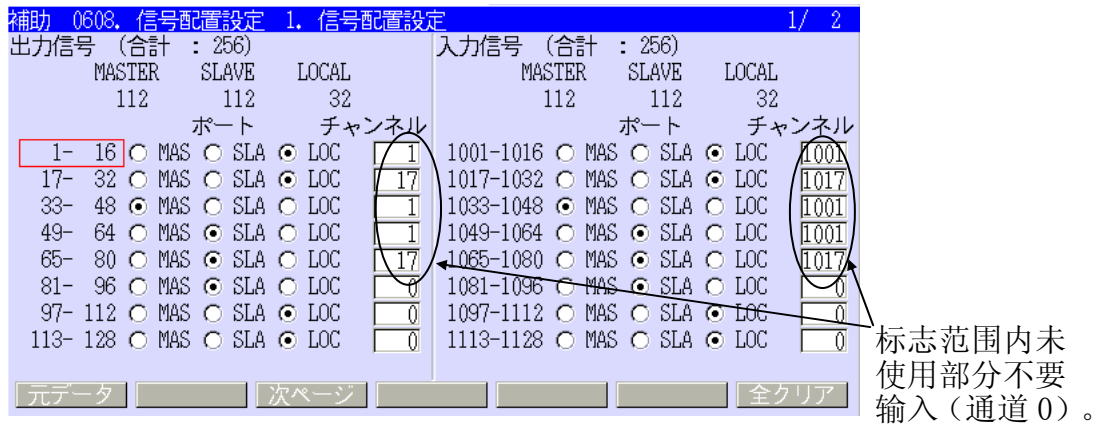 補助 0608. 信号配置設定 1. 信号配置設定 1/ 2
出力信号 (合計 : 256) 入力信号 (合計 : 256)
MASTER SLAVE LOCAL MASTER SLAVE LOCAL
112 112 32 112 112 32
ポート チャンネル ポート チャンネル
1- 16 MAS SLA LOC 1 1001-1016 MAS SLA LOC 1001
17- 32 MAS SLA LOC 17 1017-1032 MAS SLA LOC 1017
33- 48 MAS SLA LOC 1 1033-1048 MAS SLA LOC 1001
49- 64 MAS SLA LOC 1 1049-1064 MAS SLA LOC 1001
65- 80 MAS SLA LOC 17 1065-1080 MAS SLA LOC 1017
81- 96 MAS SLA LOC 0 1081-1096 MAS SLA LOC 0
97- 112 MAS SLA LOC 0 1097-1112 MAS SLA LOC 0
113- 128 MAS SLA LOC 0 1113-1128 MAS SLA LOC 0
元データ 次ページ 全クリア
标志范围内未
使用部分不要
输入(通道 0)。